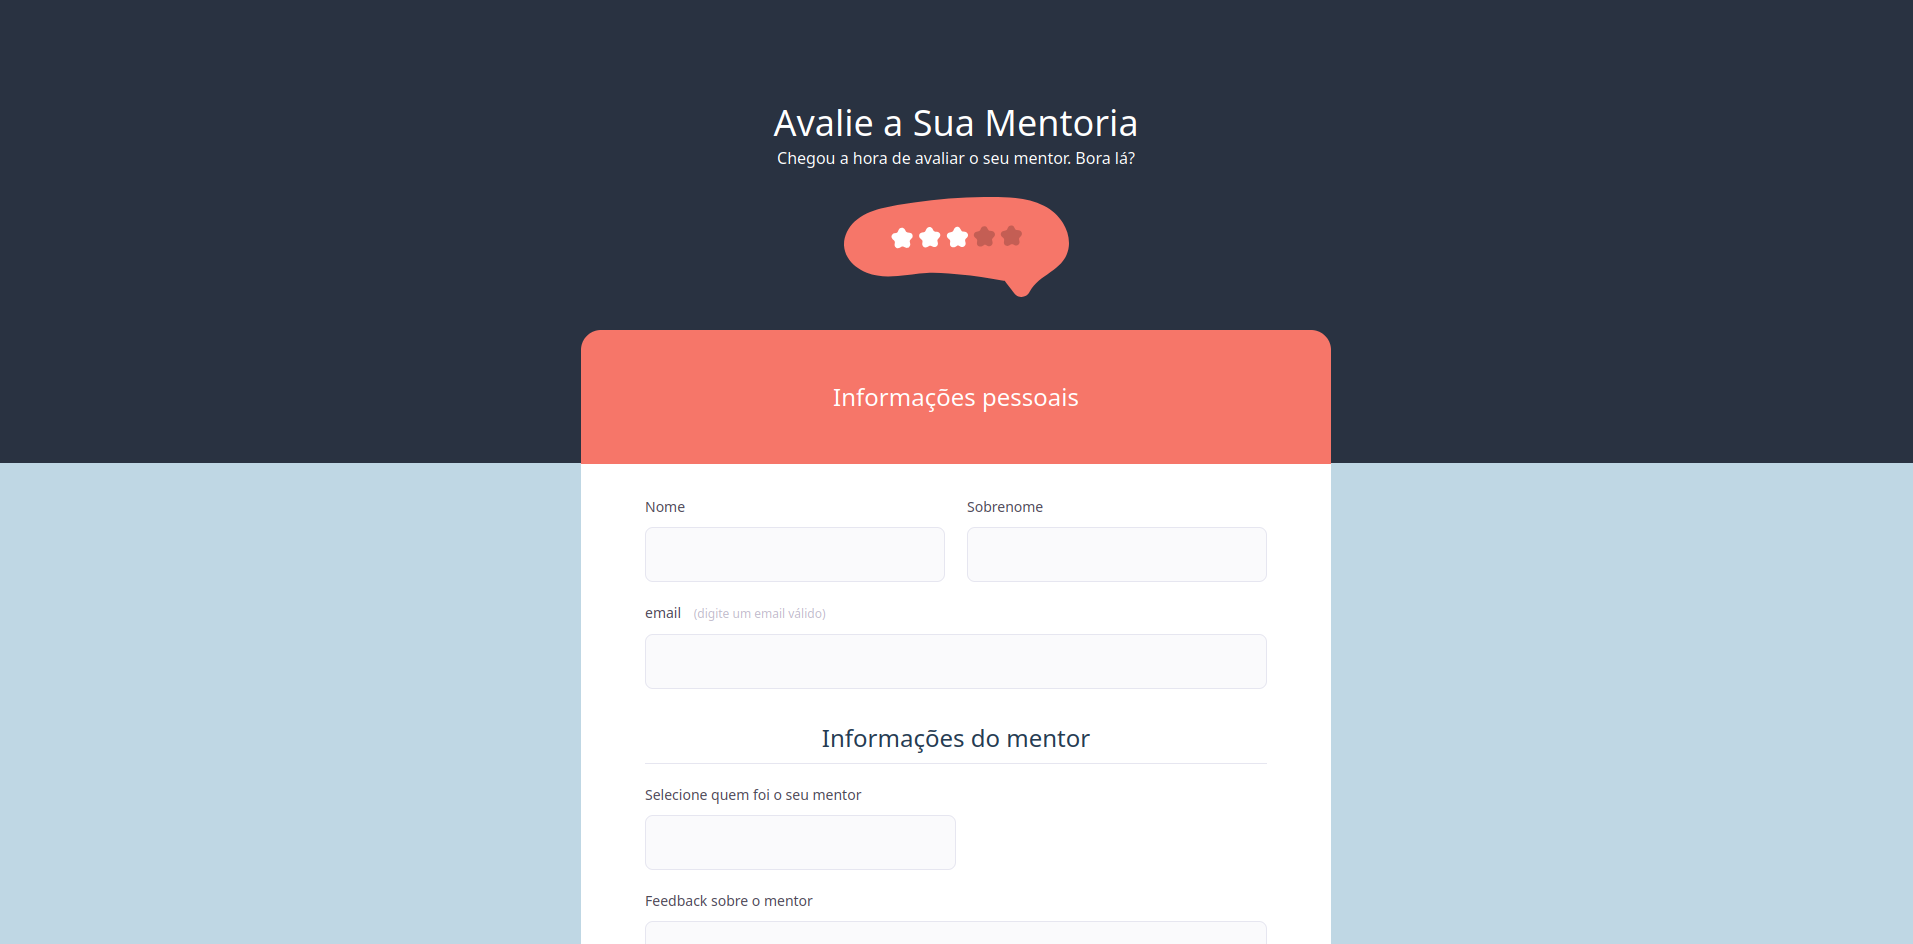 Avalie a Sua Mentoria
Chegou a hora de avaliar o seu mentor. Bora lá?
Informações pessoais
Nome
Sobrenome
email (digite um email válido)
Informações do mentor
Selecione quem foi o seu mentor
Feedback sobre o mentor